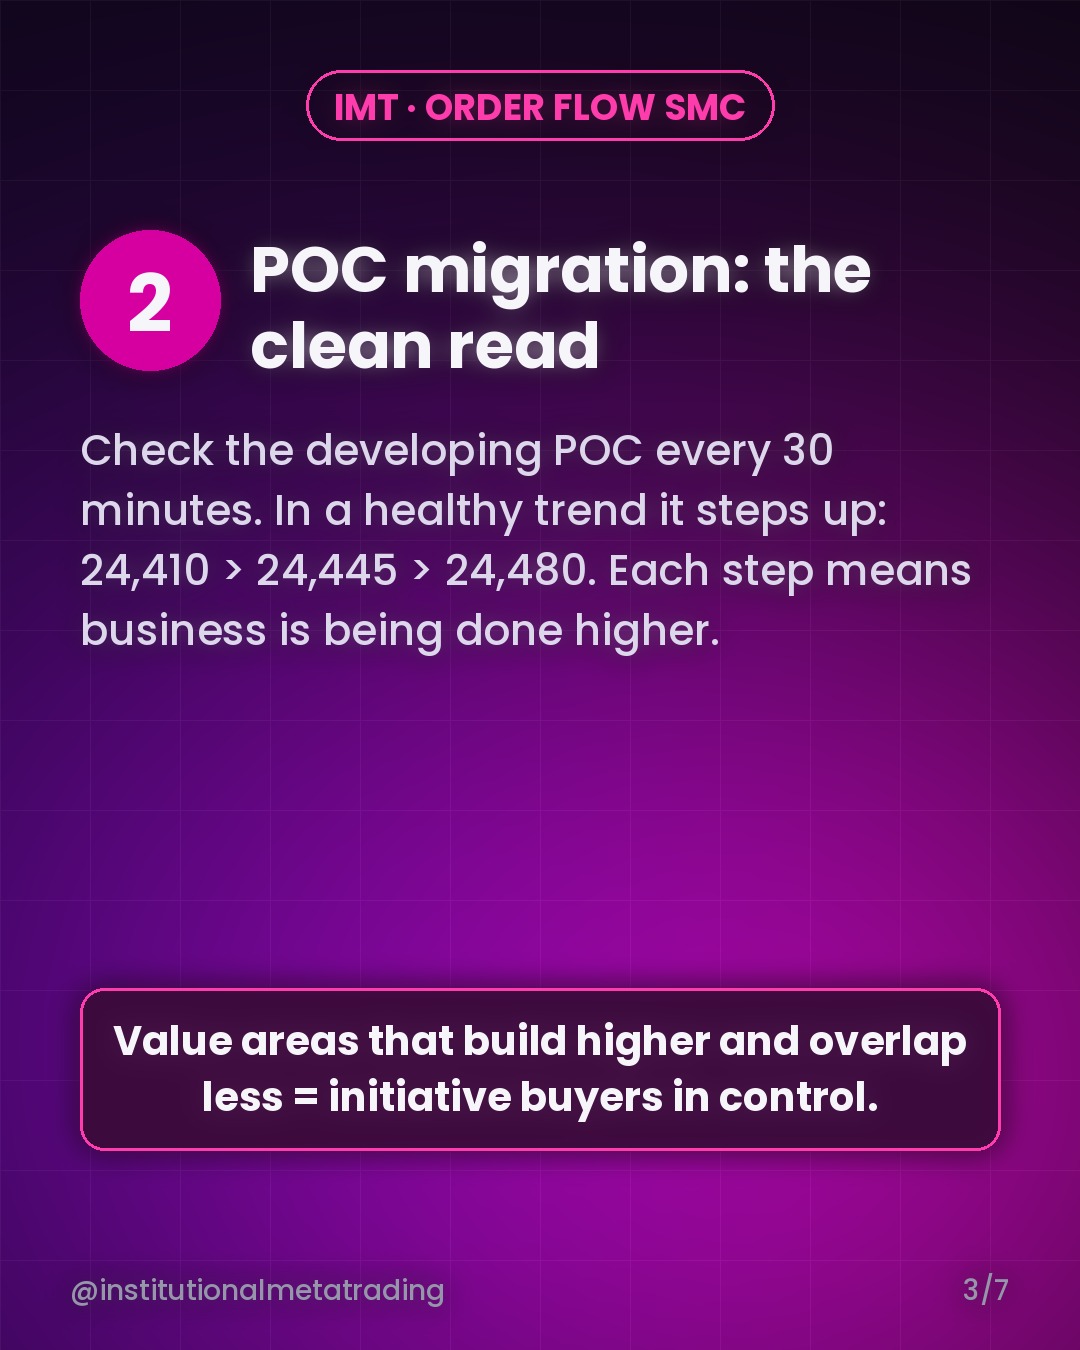 IMT · ORDER FLOW SMC
2
POC migration: the
clean read
Check the developing POC every 30
minutes. In a healthy trend it steps up:
24,410 > 24,445 > 24,480. Each step means
business is being done higher.
Value areas that build higher and overlap
less = initiative buyers in control.
@institutionalmetatrading
3/7